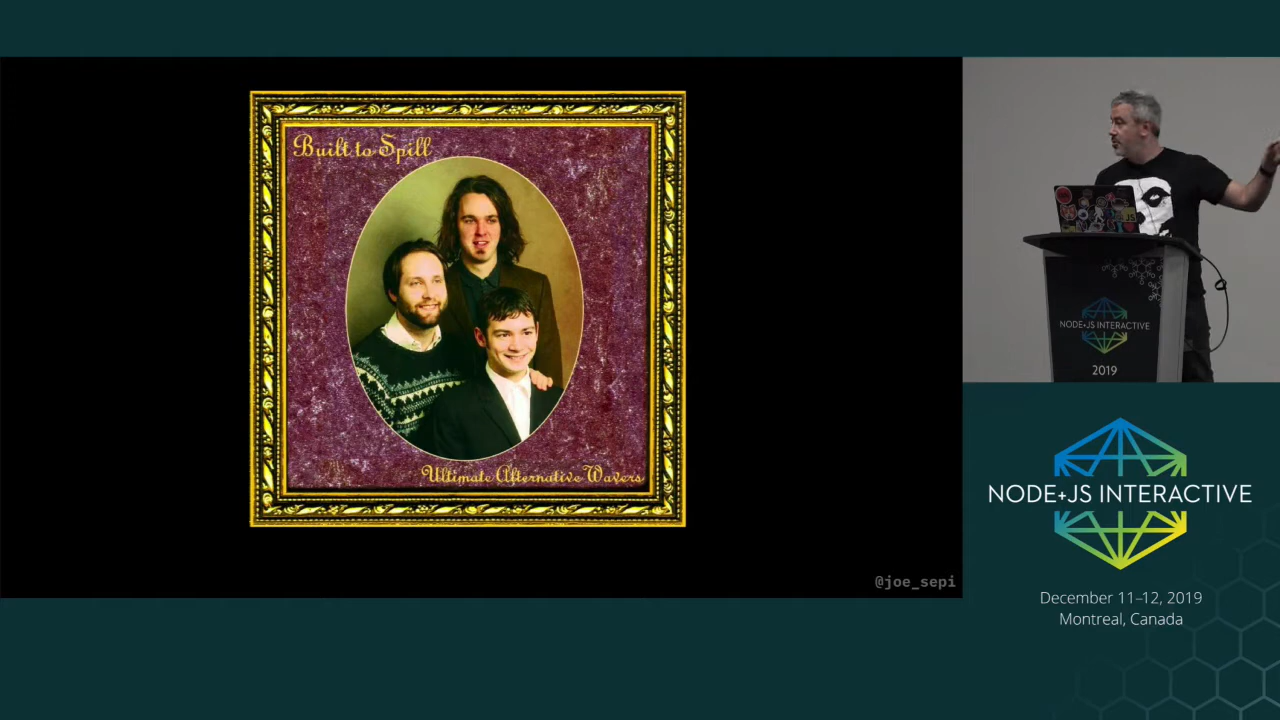 Built to Spill
Ultimate Alternative Wavers
@joe_sepi
JS
NODE+JS INTERACTIVE
2019
NODE+JS INTERACTIVE
December 11–12, 2019
Montreal, Canada